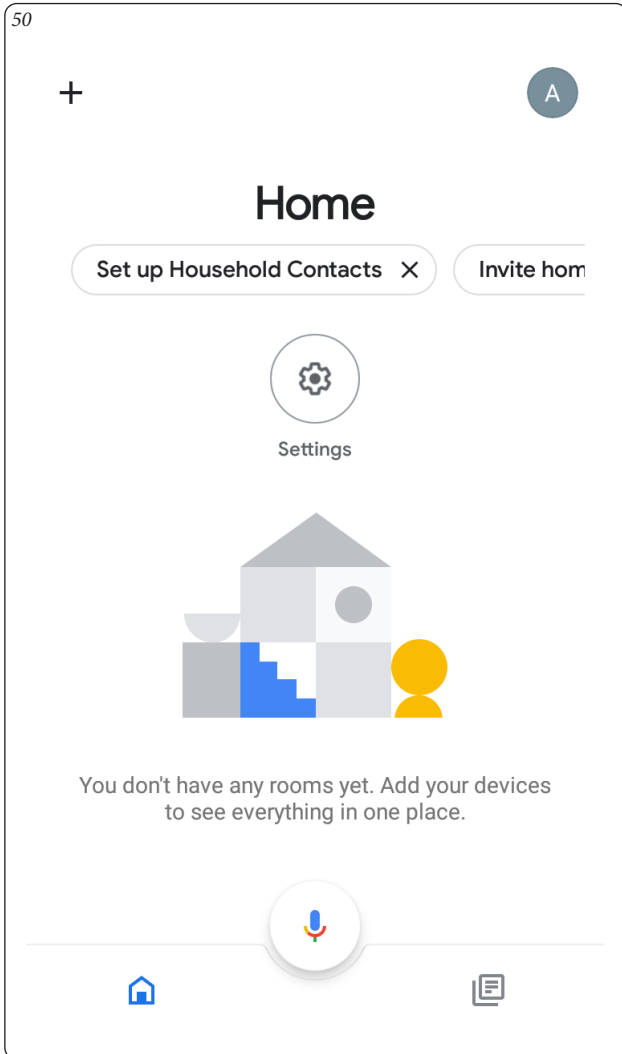 50
A
Home
Set up Household Contacts
Invite hom
Settings
You don't have any rooms yet. Add your devices
to see everything in one place.